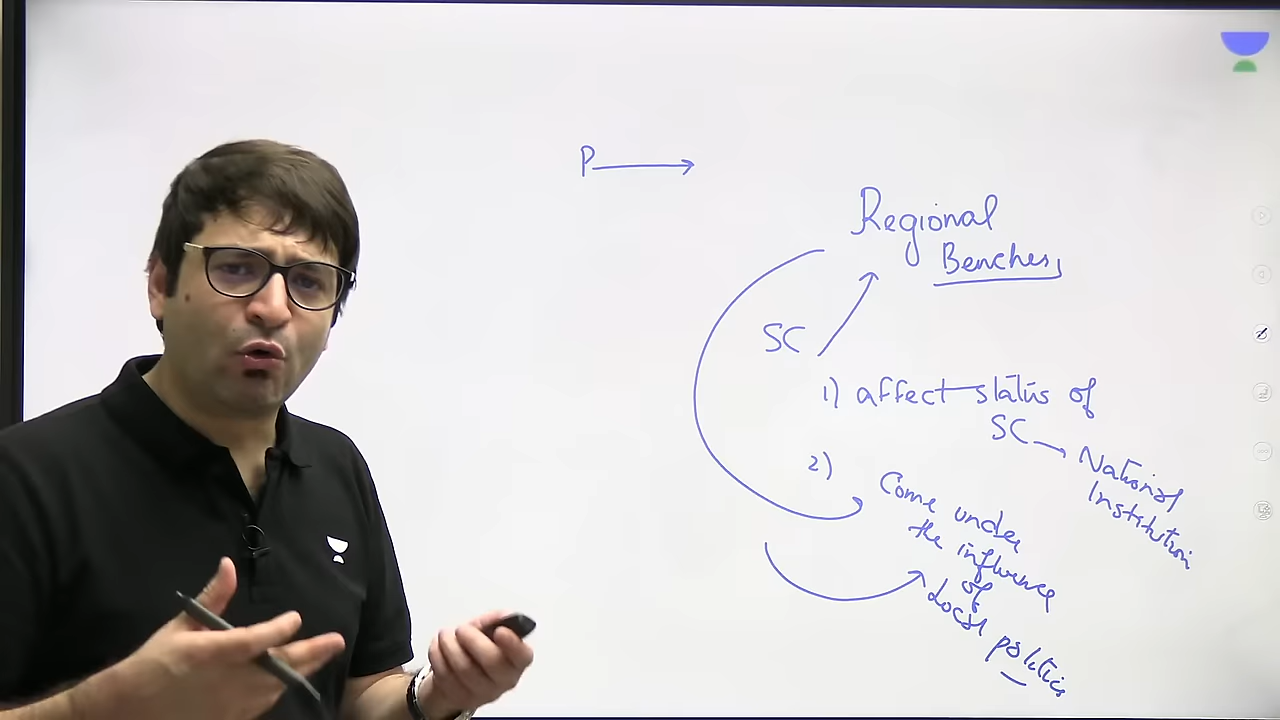 P
Regional
Benches
SC
1) affect status of
SC
National
Institution
2) Come under
the influence
of
Local politics